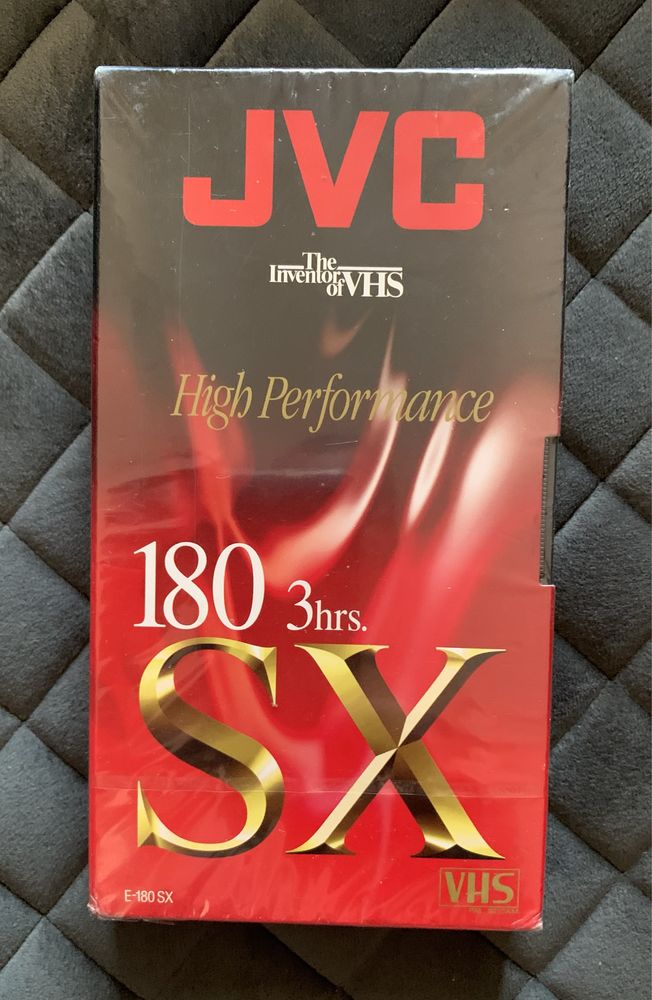 JVC
The
Inventor
of VHS
High Performance
180 3hrs.
SX
E-180 SX
VHS